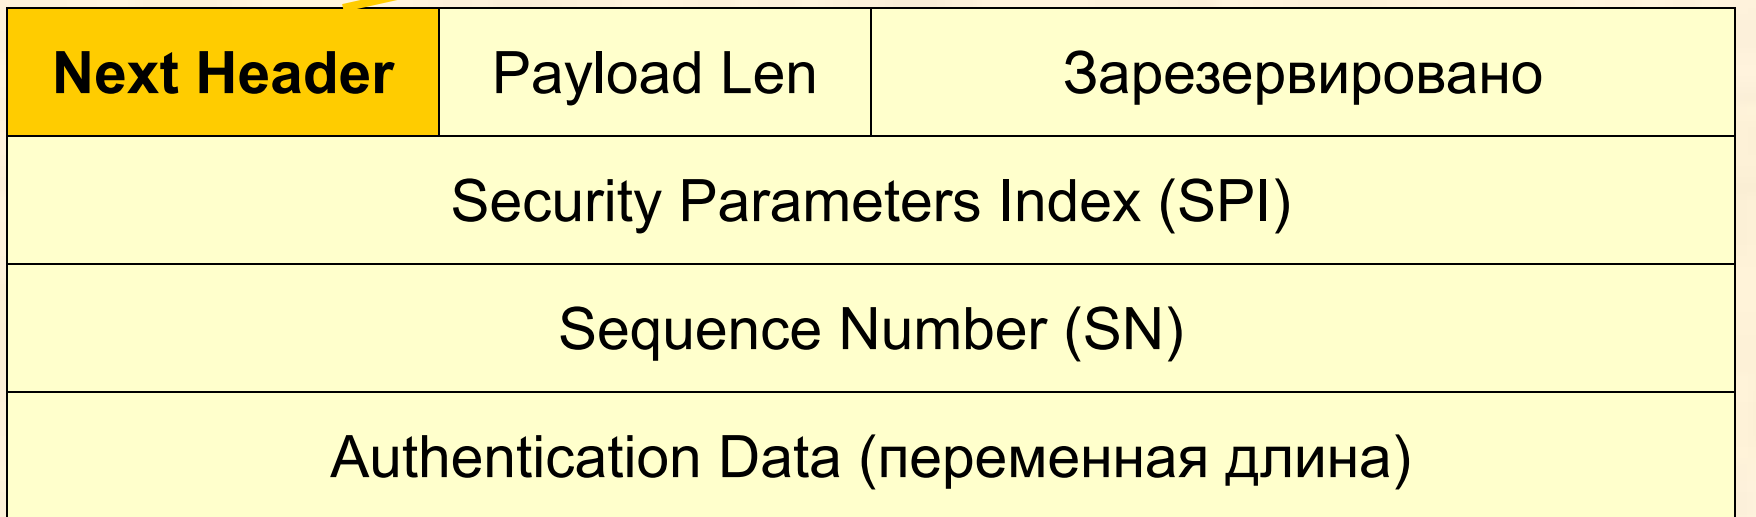 Next Header Payload Len Зарезервировано
Security Parameters Index (SPI)
Sequence Number (SN)
Authentication Data (переменная длина)